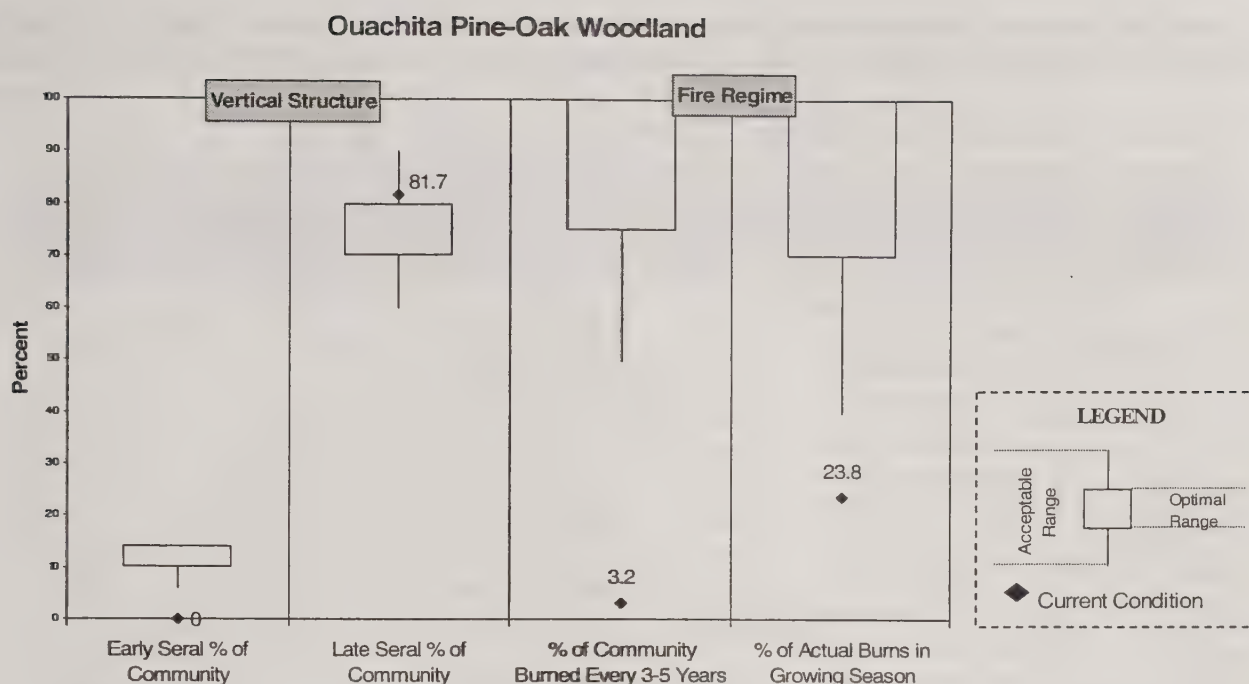 Ouachita Pine-Oak Woodland
Vertical Structure
Fire Regime
Percent
100
90
80
70
60
50
40
30
20
10
0
0
81.7
3.2
23.8
Early Seral % of
Community
Late Seral % of
Community
% of Community
Burned Every 3-5 Years
% of Actual Burns in
Growing Season
LEGEND
Acceptable
Range
Optimal
Range
Current Condition